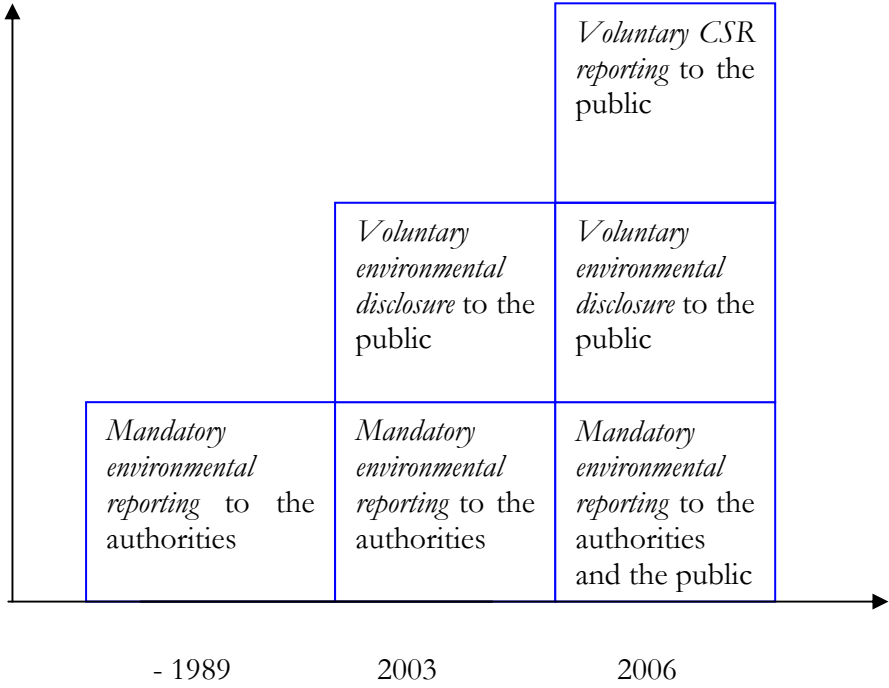 Voluntary CSR
reporting to the
public
Voluntary
environmental
disclosure to the
public
Voluntary
environmental
disclosure to the
public
Mandatory
environmental
reporting to the
authorities
Mandatory
environmental
reporting to the
authorities
Mandatory
environmental
reporting to the
authorities
and the public
- 1989
2003
2006